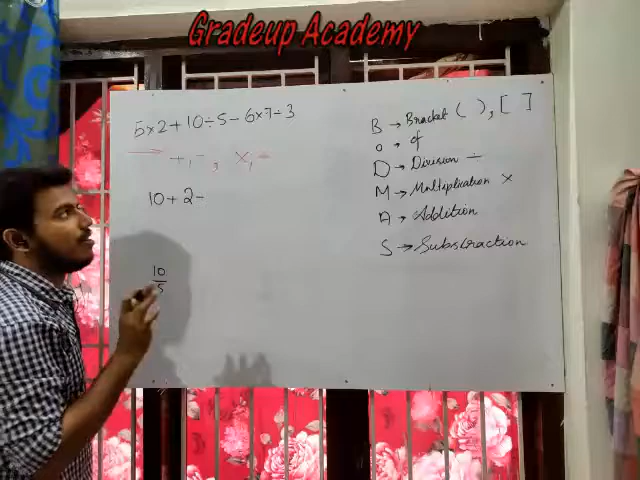 Gradeup Academy
5×2+10÷5-6×7÷3
→ +,-, ×,÷
10+2-
10
5
B → Bracket ( ), [ ]
O → of
D → Division ÷
M → Multiplication ×
A → Addition
S → Substraction